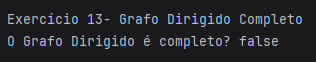 Exercício 13- Grafo Dirigido Completo
O Grafo Dirigido é completo? false